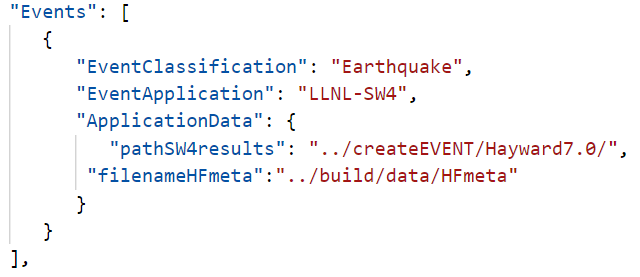 "Events": [
{
"EventClassification": "Earthquake",
"EventApplication": "LLNL-SW4",
"ApplicationData": {
"pathSW4results": "../createEVENT/Hayward7.0/",
"filenameHFmeta":"../build/data/HFmeta"
}
}
],